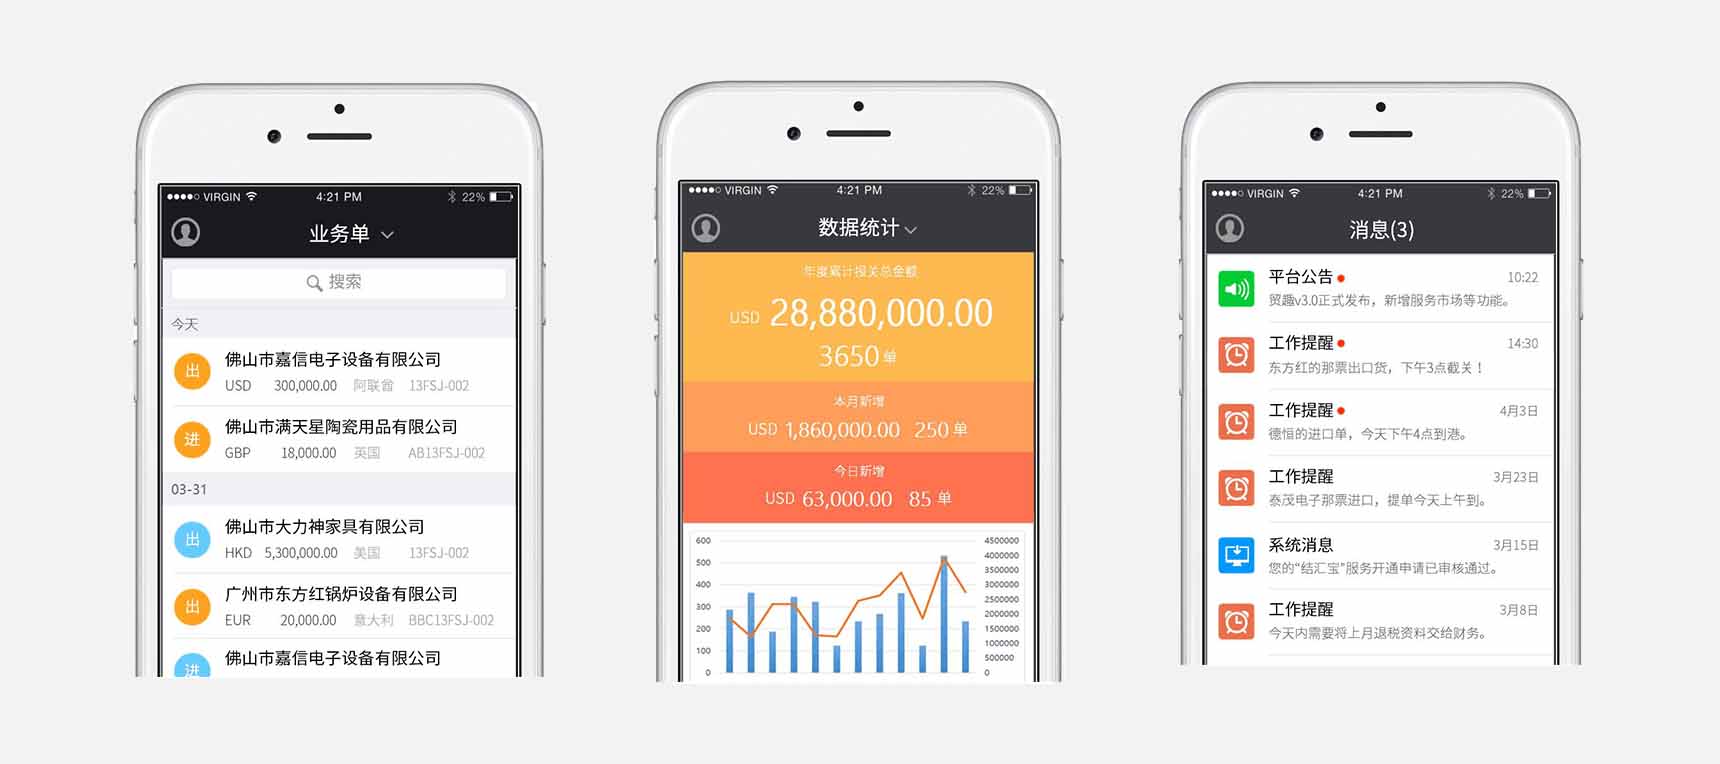 VIRGIN 4:21 PM 22%
业务单
搜索
今天
出 佛山市嘉信电子设备有限公司
USD 300,000.00 阿联酋 13FSJ-002
进 佛山市满天星陶瓷用品有限公司
GBP 18,000.00 英国 AB13FSJ-002
03-31
出 佛山市大力神家具有限公司
HKD 5,300,000.00 美国 13FSJ-002
出 广州市东方红锅炉设备有限公司
EUR 20,000.00 意大利 BBC13FSJ-002
进 佛山市嘉信电子设备有限公司
VIRGIN 4:21 PM 22%
数据统计
年度累计报关总金额
USD 28,880,000.00
3650 单
本月新增
USD 1,860,000.00 250 单
今日新增
USD 63,000.00 85 单
600 4500000
500 4000000
400 3500000
300 3000000
200 2500000
100 2000000
0 1500000
1000000
500000
0
VIRGIN 4:21 PM 22%
消息(3)
平台公告 10:22
贸趣v3.0正式发布，新增服务市场等功能。
工作提醒 14:30
东方红的那票出口货，下午3点截关！
工作提醒 4月3日
德恒的进口单，今天下午4点到港。
工作提醒 3月23日
泰茂电子那票进口，提单今天上午到。
系统消息 3月15日
您的“结汇宝”服务开通申请已审核通过。
工作提醒 3月8日
今天内需要将上月退税资料交给财务。